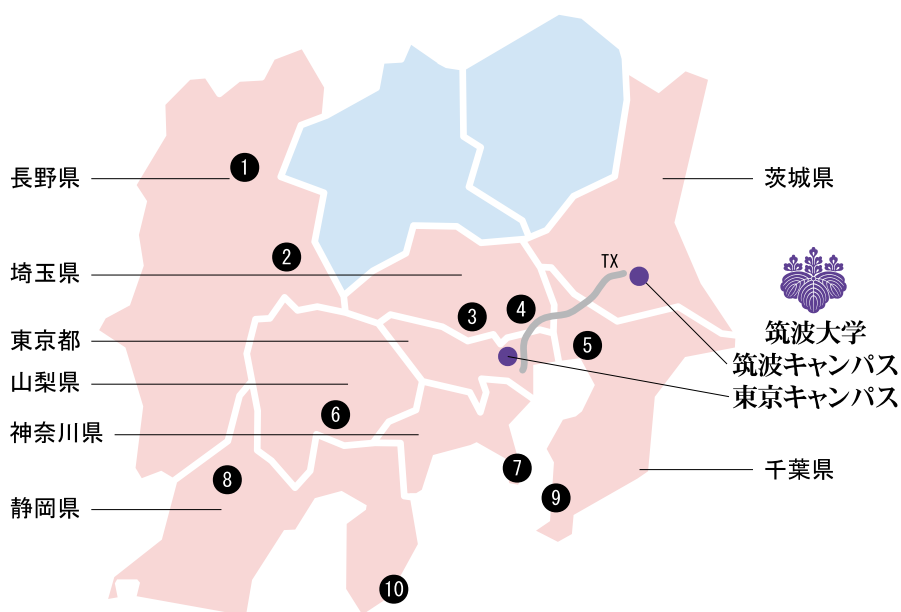 長野県
埼玉県
東京都
山梨県
神奈川県
静岡県
1
2
3
4
5
6
7
8
9
10
TX
茨城県
筑波大学
筑波キャンパス
東京キャンパス
千葉県